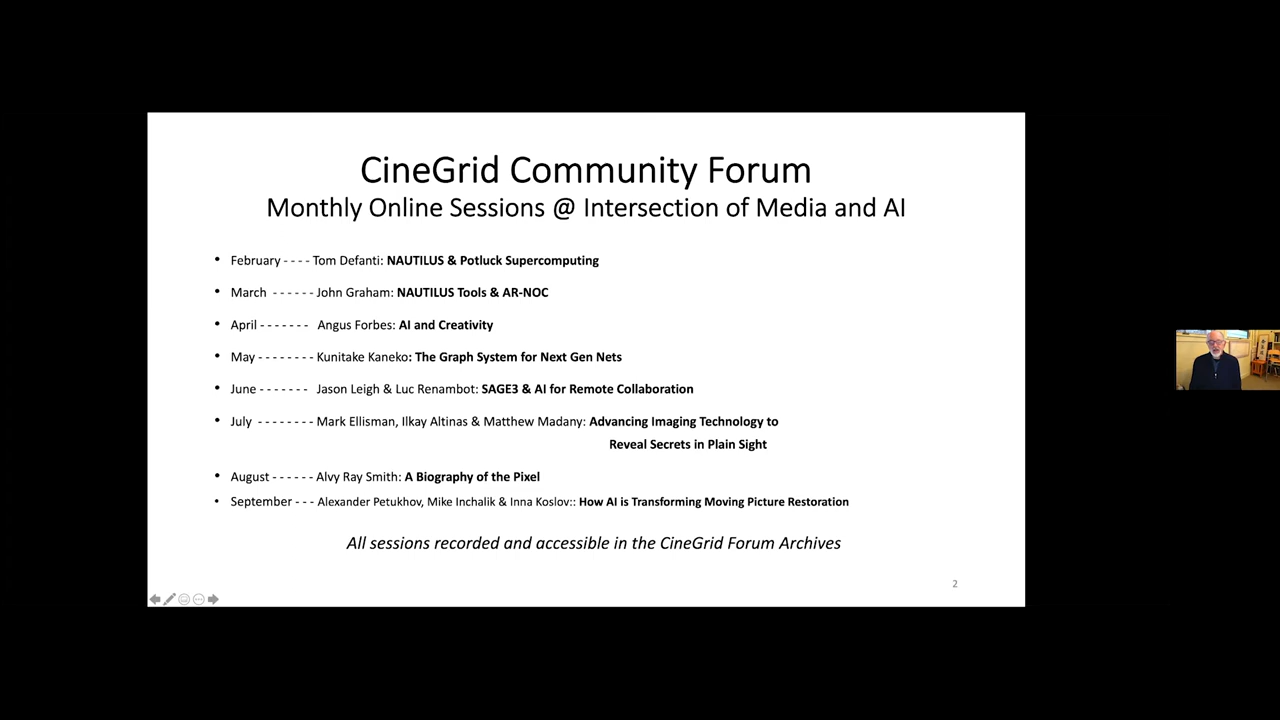 CineGrid Community Forum
Monthly Online Sessions @ Intersection of Media and AI
• February - - - - Tom Defanti: NAUTILUS & Potluck Supercomputing
• March - - - - - - John Graham: NAUTILUS Tools & AR-NOC
• April - - - - - - - Angus Forbes: AI and Creativity
• May - - - - - - - - Kunitake Kaneko: The Graph System for Next Gen Nets
• June - - - - - - - Jason Leigh & Luc Renambot: SAGE3 & AI for Remote Collaboration
• July - - - - - - - - Mark Ellisman, Ilkay Altinas & Matthew Madany: Advancing Imaging Technology to
Reveal Secrets in Plain Sight
• August - - - - - - Alvy Ray Smith: A Biography of the Pixel
• September - - - Alexander Petukhov, Mike Inchalik & Inna Koslov:: How AI is Transforming Moving Picture Restoration
All sessions recorded and accessible in the CineGrid Forum Archives
2